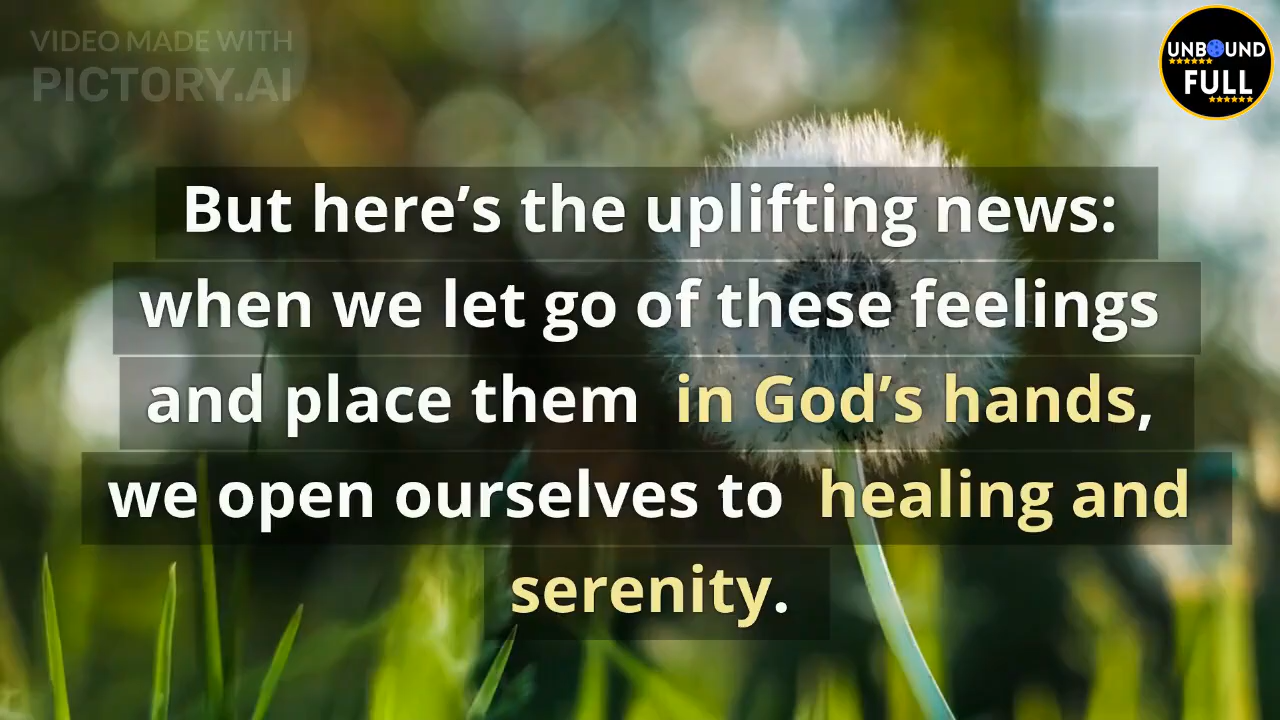 VIDEO MADE WITH
PICTORY.AI
UNBOUND
FULL
But here’s the uplifting news:
when we let go of these feelings
and place them in God’s hands,
we open ourselves to healing and
serenity.